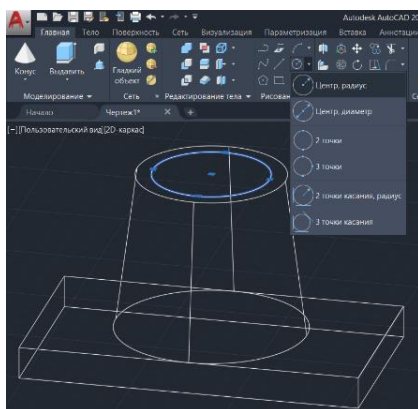 Autodesk AutoCAD 20
Главная Тело Поверхность Сеть Визуализация Параметризация Вставка Аннотации
Конус Выдавить Гладкий объект
Моделирование Сеть Редактирование тела Рисован
Центр, радиус
Центр, диаметр
2 точки
3 точки
2 точки касания, радиус
3 точки касания
Начало Чертеж1*
[−][Пользовательский вид][2D-каркас]